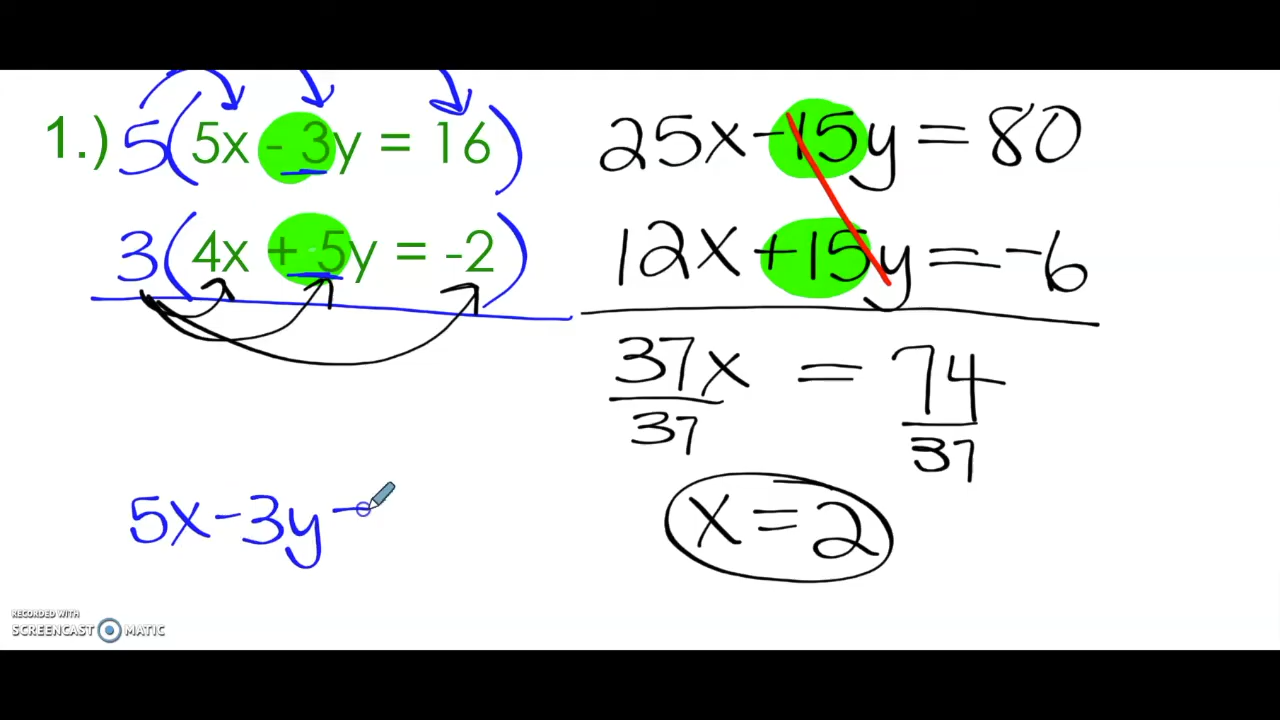 1.) 5(5x - 3y = 16)
3(4x + 5y = -2)
25x-15y=80
12x+15y=-6
37x = 74
37 37
x=2
5x-3y -
RECORDED WITH
SCREENCAST MATIC